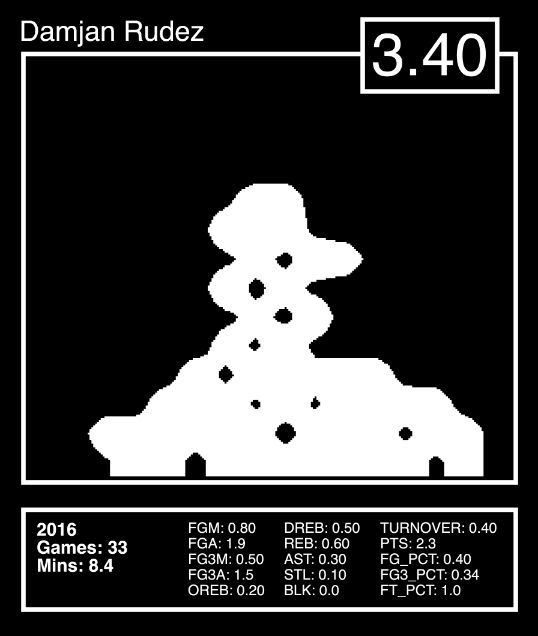 Damjan Rudez
3.40
2016
Games: 33
Mins: 8.4
FGM: 0.80
FGA: 1.9
FG3M: 0.50
FG3A: 1.5
OREB: 0.20
DREB: 0.50
REB: 0.60
AST: 0.30
STL: 0.10
BLK: 0.0
TURNOVER: 0.40
PTS: 2.3
FG_PCT: 0.40
FG3_PCT: 0.34
FT_PCT: 1.0